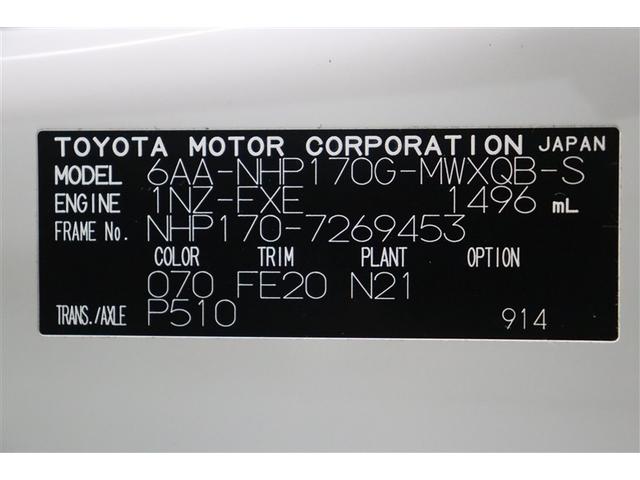 TOYOTA MOTOR CORPORATION JAPAN
MODEL 6AA-NHP170G-MWXQB-S
ENGINE 1NZ-FXE 1496 mL
FRAME No. NHP170-7269453
COLOR TRIM PLANT OPTION
070 FE20 N21
TRANS./AXLE P510 914